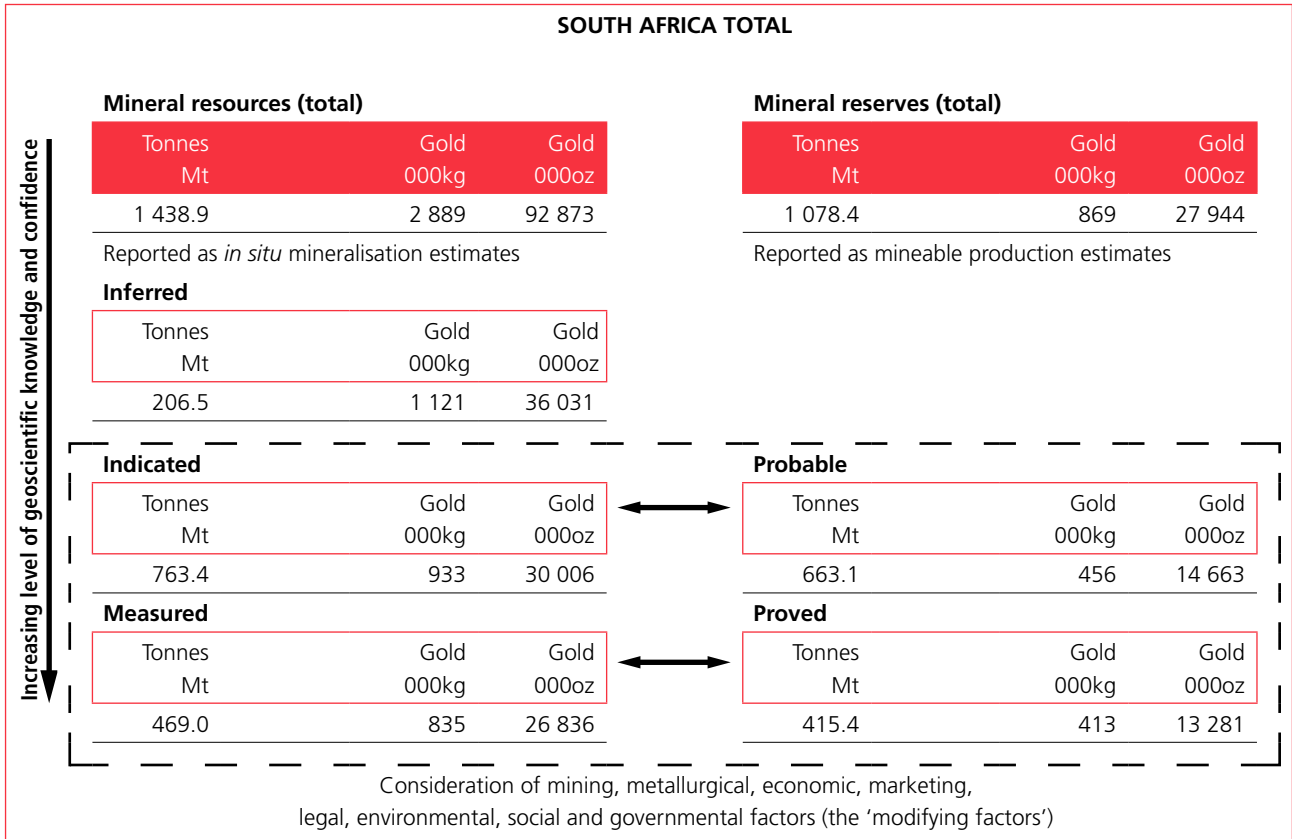 SOUTH AFRICA TOTAL
Increasing level of geoscientific knowledge and confidence
Mineral resources (total)
Tonnes Gold Gold
Mt 000kg 000oz
1 438.9 2 889 92 873
Reported as in situ mineralisation estimates
Mineral reserves (total)
Tonnes Gold Gold
Mt 000kg 000oz
1 078.4 869 27 944
Reported as mineable production estimates
Inferred
Tonnes Gold Gold
Mt 000kg 000oz
206.5 1 121 36 031
Indicated
Tonnes Gold Gold
Mt 000kg 000oz
763.4 933 30 006
Probable
Tonnes Gold Gold
Mt 000kg 000oz
663.1 456 14 663
Measured
Tonnes Gold Gold
Mt 000kg 000oz
469.0 835 26 836
Proved
Tonnes Gold Gold
Mt 000kg 000oz
415.4 413 13 281
Consideration of mining, metallurgical, economic, marketing,
legal, environmental, social and governmental factors (the ‘modifying factors’)